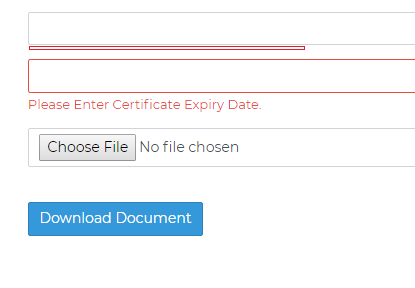 Please Enter Certificate Expiry Date.
Choose File No file chosen
Download Document